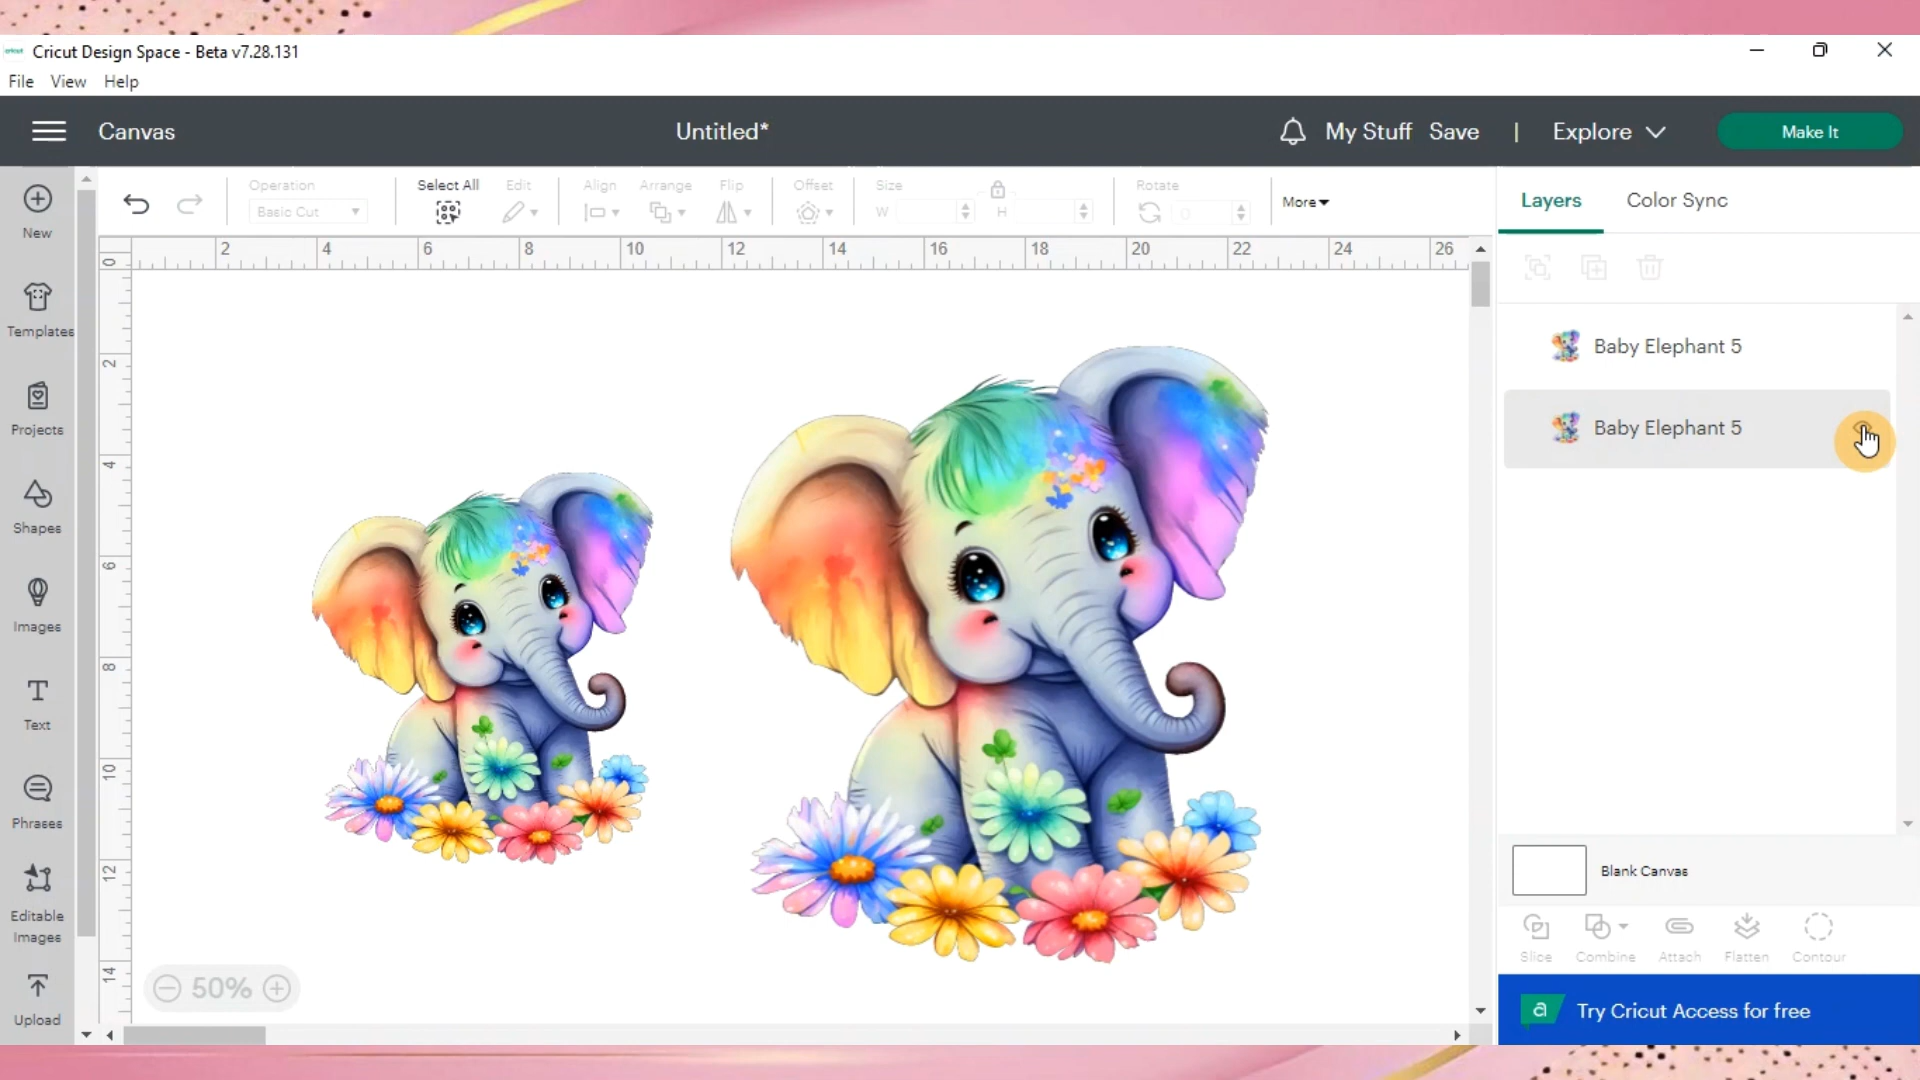 cricut Cricut Design Space - Beta v7.28.131
File View Help
Canvas Untitled* My Stuff Save | Explore Make It
New
Templates
Projects
Shapes
Images
Text
Phrases
Editable
Images
Upload
Operation Select All Edit Align Arrange Flip Offset Size Rotate
Basic Cut W H 0 More
0 2 4 6 8 10 12 14 16 18 20 22 24 26
2
4
6
8
10
12
14
50%
Layers Color Sync
Baby Elephant 5
Baby Elephant 5
Blank Canvas
Slice Combine Attach Flatten Contour
a Try Cricut Access for free